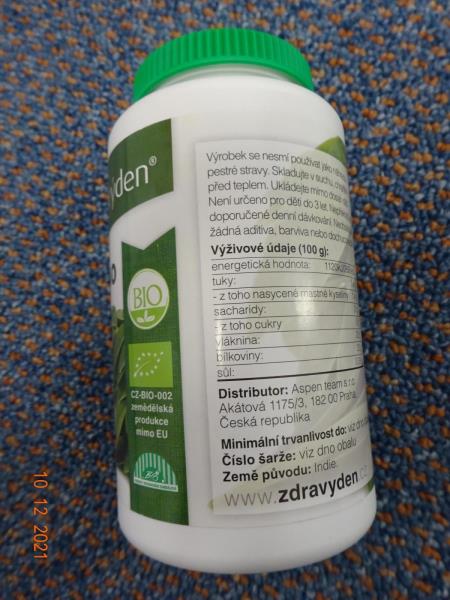 yden®
BIO
CZ-BIO-002
zemědělská
produkce
mimo EU
Výrobek se nesmí používat jako
pestré stravy. Skladujte v suchu,
před teplem. Ukládejte mimo dosah
Není určeno pro děti do 3 let.
doporučené denní dávkování.
žádná aditiva, barviva nebo
Výživové údaje (100 g):
energetická hodnota:
tuky:
- z toho nasycené mastné kyseliny
sacharidy:
- z toho cukry
vláknina:
bílkoviny:
sůl:
Distributor: Aspen team s.r.o.
Akátová 1175/3, 182 00 Praha,
Česká republika
Minimální trvanlivost do: viz dno
Číslo šarže: viz dno obalu
Země původu: Indie.
www.zdravyden.c
10 12 2021